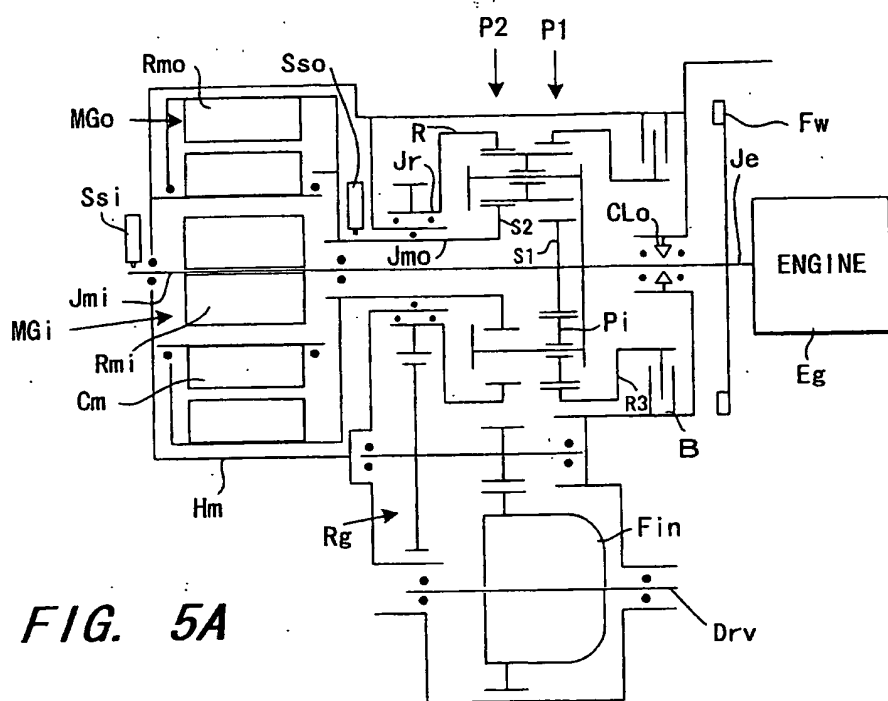 P2 P1
Rmo
Sso
MGo
R
Fw
Jr
Je
Ssi
CLo
S2
S1
ENGINE
Jmo
Jmi
MGi
Pi
Rmi
Eg
Cm
R3
B
Hm
Rg
Fin
Drv
FIG. 5A